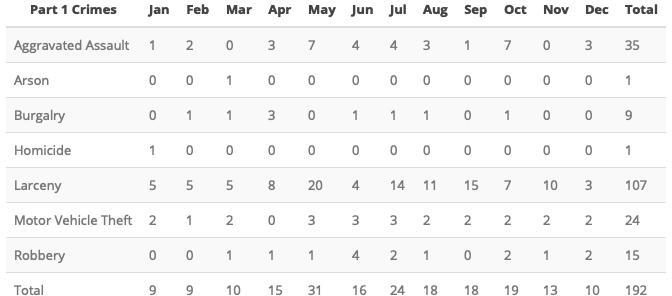 Part 1 Crimes Jan Feb Mar Apr May Jun Jul Aug Sep Oct Nov Dec Total
Aggravated Assault 1 2 0 3 7 4 4 3 1 7 0 3 35
Arson 0 0 1 0 0 0 0 0 0 0 0 0 1
Burgalry 0 1 1 3 0 1 1 1 0 1 0 0 9
Homicide 1 0 0 0 0 0 0 0 0 0 0 0 1
Larceny 5 5 5 8 20 4 14 11 15 7 10 3 107
Motor Vehicle Theft 2 1 2 0 3 3 3 2 2 2 2 2 24
Robbery 0 0 1 1 1 4 2 1 0 2 1 2 15
Total 9 9 10 15 31 16 24 18 18 19 13 10 192